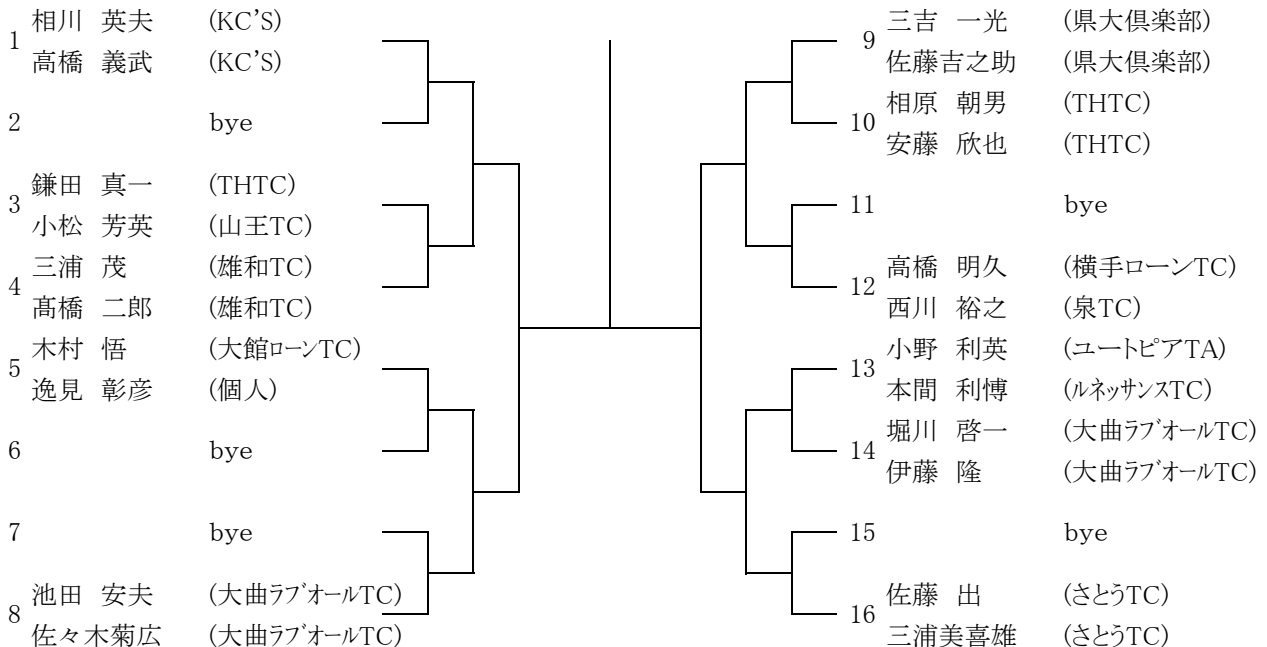 1 相川 英夫 (KC'S)
高橋 義武 (KC'S)
2 bye
3 鎌田 真一 (THTC)
小松 芳英 (山王TC)
4 三浦 茂 (雄和TC)
髙橋 二郎 (雄和TC)
5 木村 悟 (大館ﾛｰﾝTC)
逸見 彰彦 (個人)
6 bye
7 bye
8 池田 安夫 (大曲ﾗﾌﾞｵｰﾙTC)
佐々木菊広 (大曲ﾗﾌﾞｵｰﾙTC)
9 三吉 一光 (県大倶楽部)
佐藤吉之助 (県大倶楽部)
10 相原 朝男 (THTC)
安藤 欣也 (THTC)
11 bye
12 高橋 明久 (横手ローンTC)
西川 裕之 (泉TC)
13 小野 利英 (ユートピアTA)
本間 利博 (ﾙﾈｯｻﾝｽTC)
14 堀川 啓一 (大曲ﾗﾌﾞｵｰﾙTC)
伊藤 隆 (大曲ﾗﾌﾞｵｰﾙTC)
15 bye
16 佐藤 出 (さとうTC)
三浦美喜雄 (さとうTC)